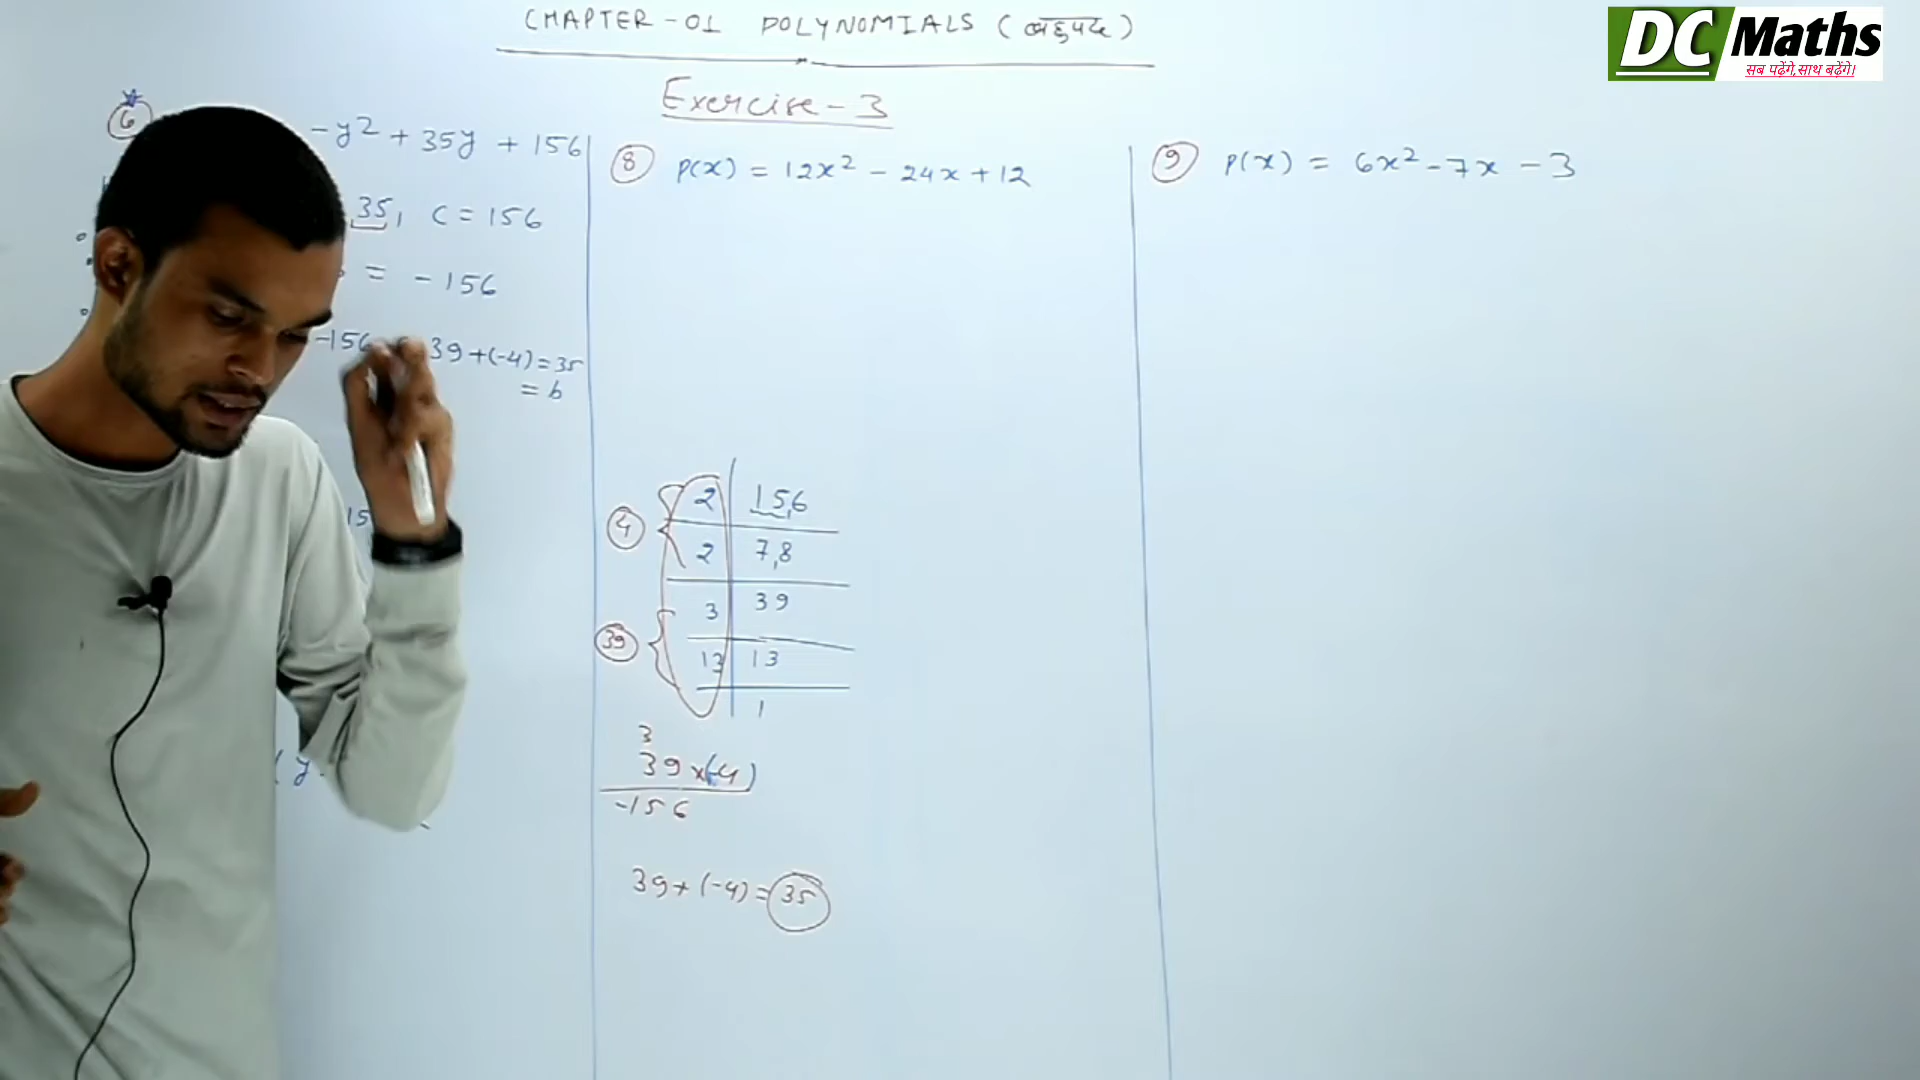 CHAPTER-01 POLYNOMIALS (बहुपद)
DC Maths
सब पढ़ेंगे, साथ बढ़ेंगे।
Exercise-3
6
-y2 + 35y + 156
35, c = 156
= -156
-156
39 + (-4) = 35
= b
15
(y
8 p(x) = 12x² - 24x + 12
2 156
4
2 78
3 39
39
13 13
1
3
39 x(-4)
-156
39 + (-4) = 35
9 p(x) = 6x² - 7x - 3